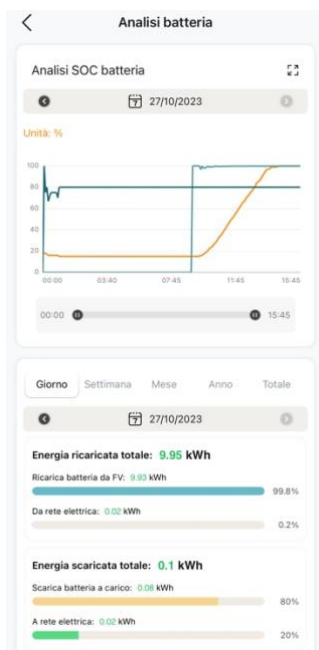 Analisi batteria
Analisi SOC batteria
7 27/10/2023
Unità: %
100
80
60
40
20
0
00:00 03:40 07:45 11:45 15:45
00:00 15:45
Giorno Settimana Mese Anno Totale
7 27/10/2023
Energia ricaricata totale: 9.95 kWh
Ricarica batteria da FV: 9.93 kWh
99.8%
Da rete elettrica: 0.02 kWh
0.2%
Energia scaricata totale: 0.1 kWh
Scarica batteria a carico: 0.08 kWh
80%
A rete elettrica: 0.02 kWh
20%